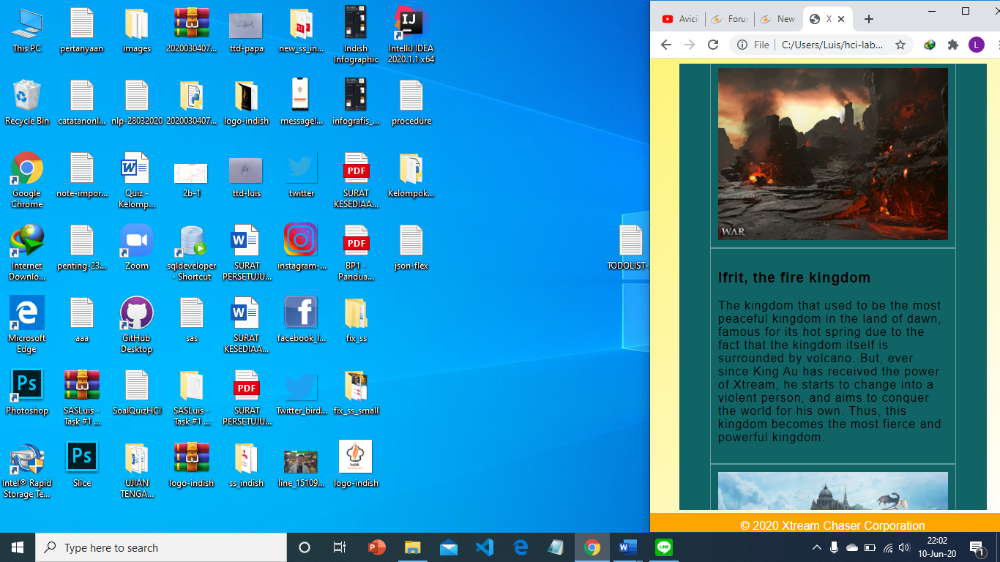 This PC
pertanyaan
images
2020030407...
ttd-papa
new_ss_in...
Indish
Infographic
IntelliJ IDEA
2020.1.1 x64
Recycle Bin
catatanonl...
nlp-28032020
2020030407...
logo-indish
messagel...
infografis_...
procedure
Google
Chrome
note-impor...
Quiz -
Kelomp...
2b-1
ttd-luis
twitter
SURAT
KESEDIAA...
Kelompok...
Internet
Downlo...
penting-23...
Zoom
sqldeveloper
- Shortcut
SURAT
PERSETUJU...
instagram-...
BP1 -
Pandua...
json-flex
TODOLIST-
Microsoft
Edge
aaa
GitHub
Desktop
sas
SURAT
KESEDIAA...
facebook_l...
fix_ss
Photoshop
SASLuis -
Task #1 ...
SoalQuizHCI
SASLuis -
Task #1 ...
SURAT
PERSETUJU...
Twitter_bird...
fix_ss_small
Intel® Rapid
Storage Te...
Slice
UJIAN
TENGA...
logo-indish
ss_indish
line_15109...
logo-indish
Avicii
Foru
New
X
File
C:/Users/Luis/hci-lab...
L
WAR
Ifrit, the fire kingdom
The kingdom that used to be the most
peaceful kingdom in the land of dawn,
famous for its hot spring due to the
fact that the kingdom itself is
surrounded by volcano. But, ever
since King Au has received the power
of Xtream, he starts to change into a
violent person, and aims to conquer
the world for his own. Thus, this
kingdom becomes the most fierce and
powerful kingdom.
© 2020 Xtream Chaser Corporation
Type here to search
22:02
10-Jun-20
1